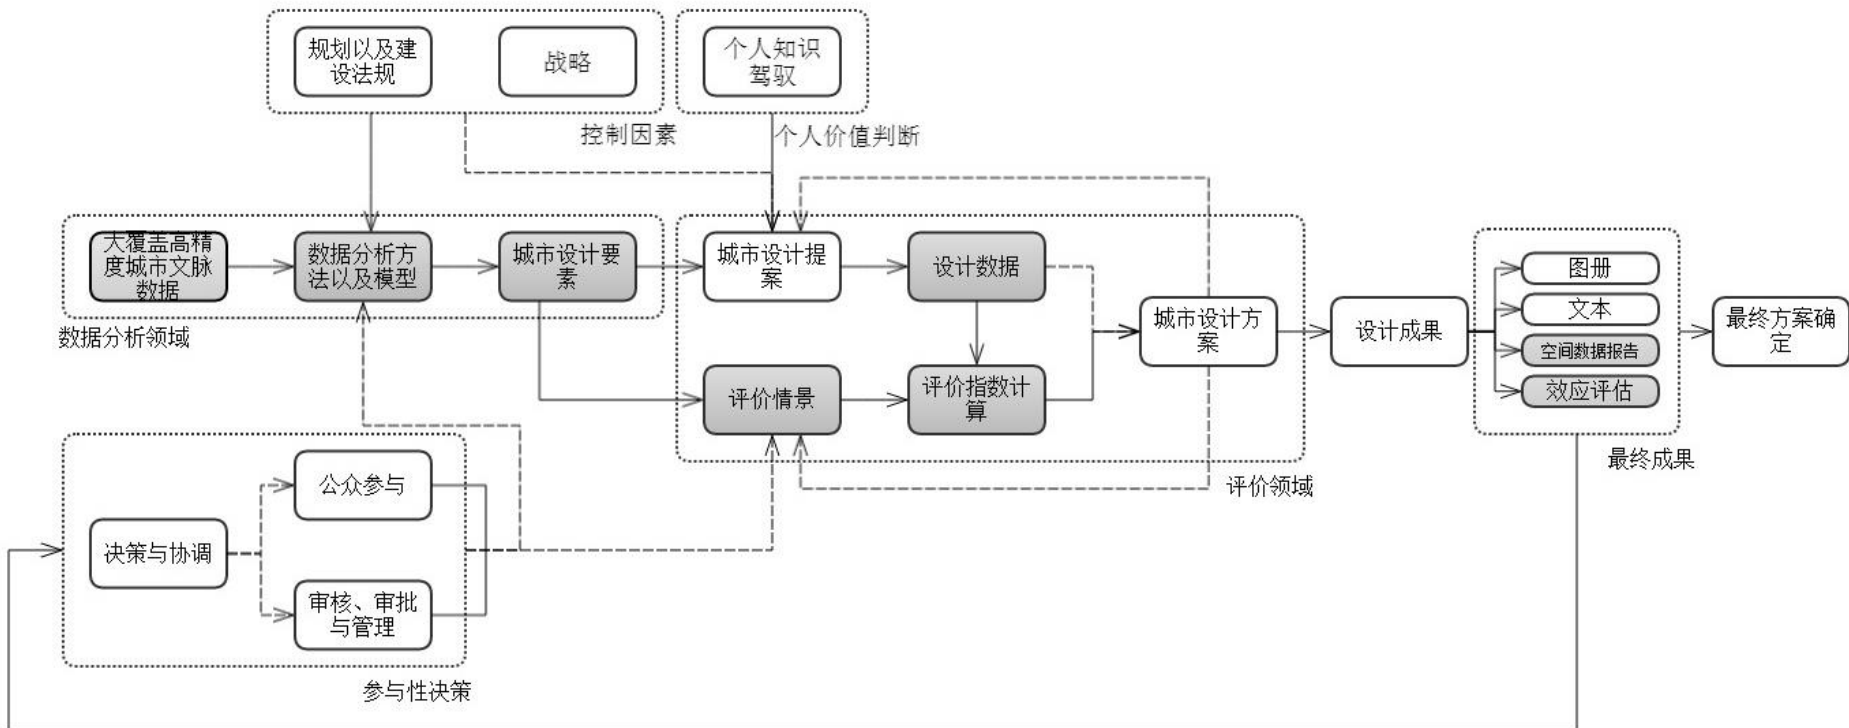 规划以及建
设法规
战略
个人知识
驾驭
控制因素
个人价值判断
大覆盖高精
度城市文脉
数据
数据分析方
法以及模型
城市设计要
素
城市设计提
案
设计数据
数据分析领域
评价情景
评价指数计
算
城市设计方
案
设计成果
图册
文本
空间数据报告
效应评估
最终方案确
定
最终成果
评价领域
公众参与
决策与协调
审核、审批
与管理
参与性决策